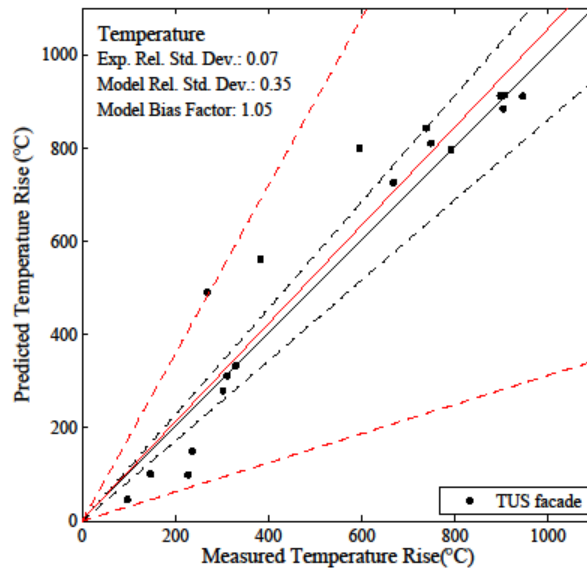 Temperature
Exp. Rel. Std. Dev.: 0.07
Model Rel. Std. Dev.: 0.35
Model Bias Factor: 1.05
1000
800
600
400
200
0
Predicted Temperature Rise (°C)
TUS facade
0 200 400 600 800 1000
Measured Temperature Rise(°C)